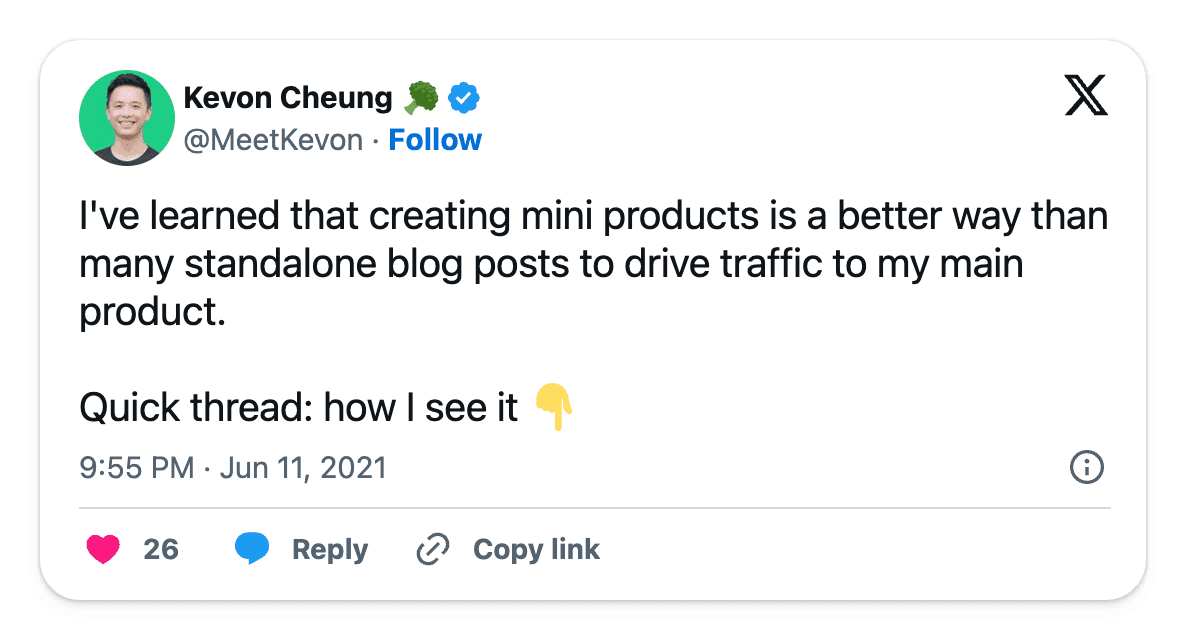 Kevon Cheung 🥦
@MeetKevon · Follow
I've learned that creating mini products is a better way than
many standalone blog posts to drive traffic to my main
product.
Quick thread: how I see it 👇
9:55 PM · Jun 11, 2021
26 Reply Copy link